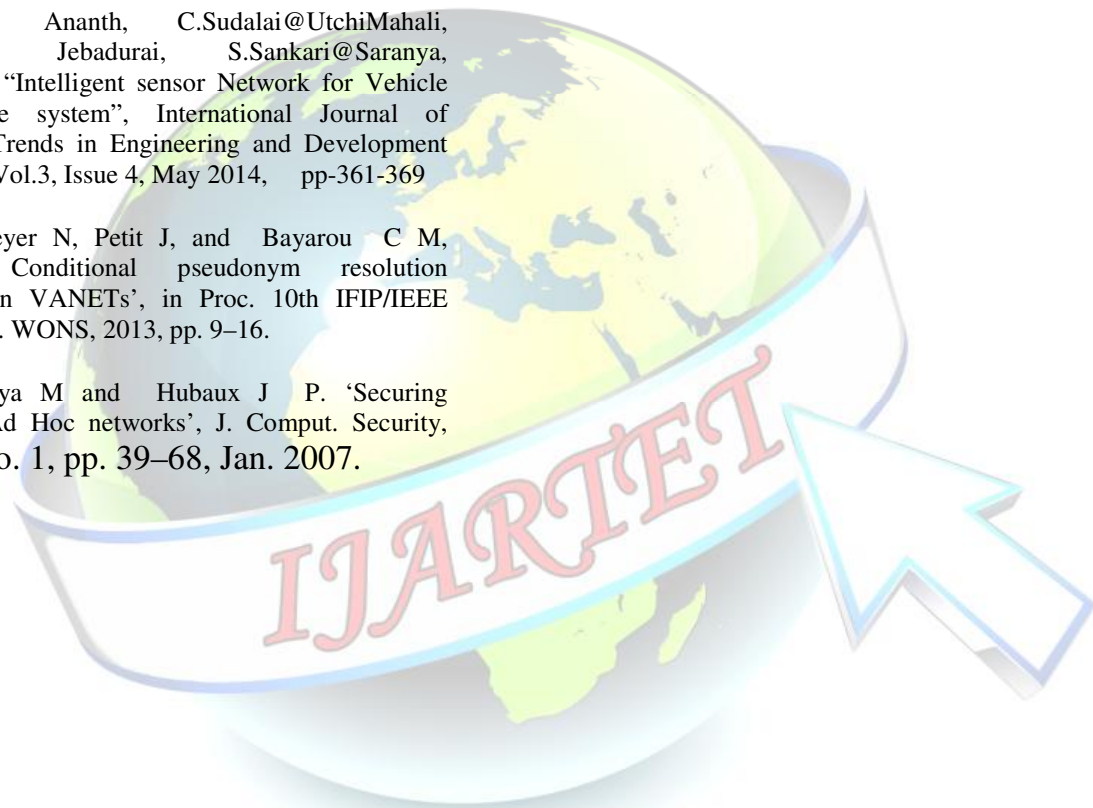 Ananth, C.Sudalai@UtchiMahali,
Jebadurai, S.Sankari@Saranya,
“Intelligent sensor Network for Vehicle
e system”, International Journal of
Trends in Engineering and Development
Vol.3, Issue 4, May 2014, pp-361-369
eyer N, Petit J, and Bayarou C M,
Conditional pseudonym resolution
n VANETs’, in Proc. 10th IFIP/IEEE
. WONS, 2013, pp. 9–16.
ya M and Hubaux J P. ‘Securing
Ad Hoc networks’, J. Comput. Security,
o. 1, pp. 39–68, Jan. 2007.
IJARTET